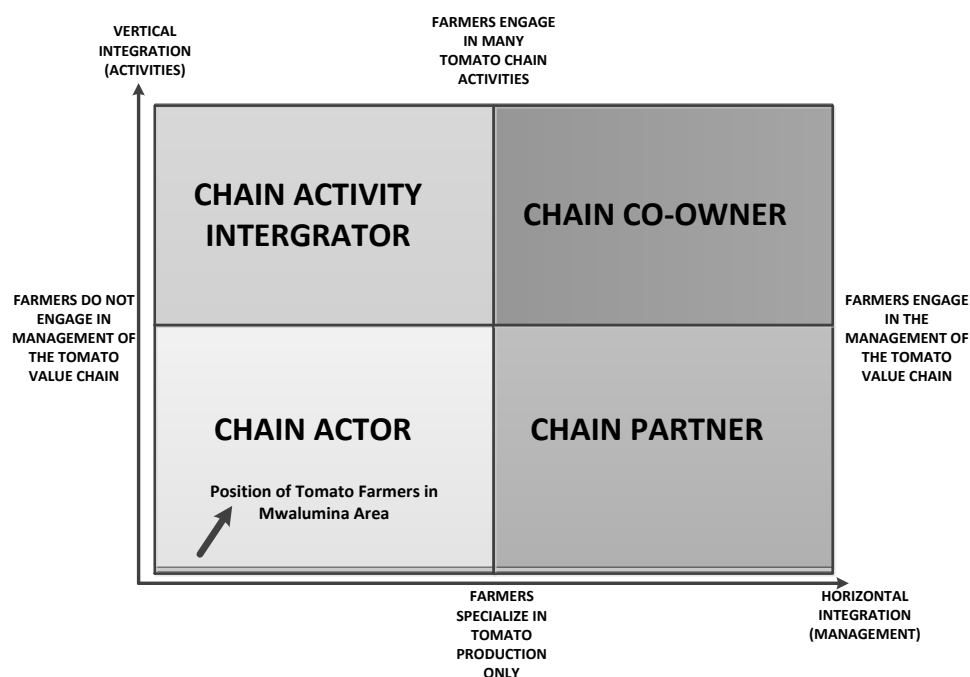 VERTICAL
INTEGRATION
(ACTIVITIES)
FARMERS ENGAGE
IN MANY
TOMATO CHAIN
ACTIVITIES
CHAIN ACTIVITY
INTERGRATOR
CHAIN CO-OWNER
FARMERS DO NOT
ENGAGE IN
MANAGEMENT OF
THE TOMATO
VALUE CHAIN
FARMERS ENGAGE
IN THE
MANAGEMENT OF
THE TOMATO
VALUE CHAIN
CHAIN ACTOR
CHAIN PARTNER
Position of Tomato Farmers in
Mwalumina Area
FARMERS
SPECIALIZE IN
TOMATO
PRODUCTION
ONLY
HORIZONTAL
INTEGRATION
(MANAGEMENT)